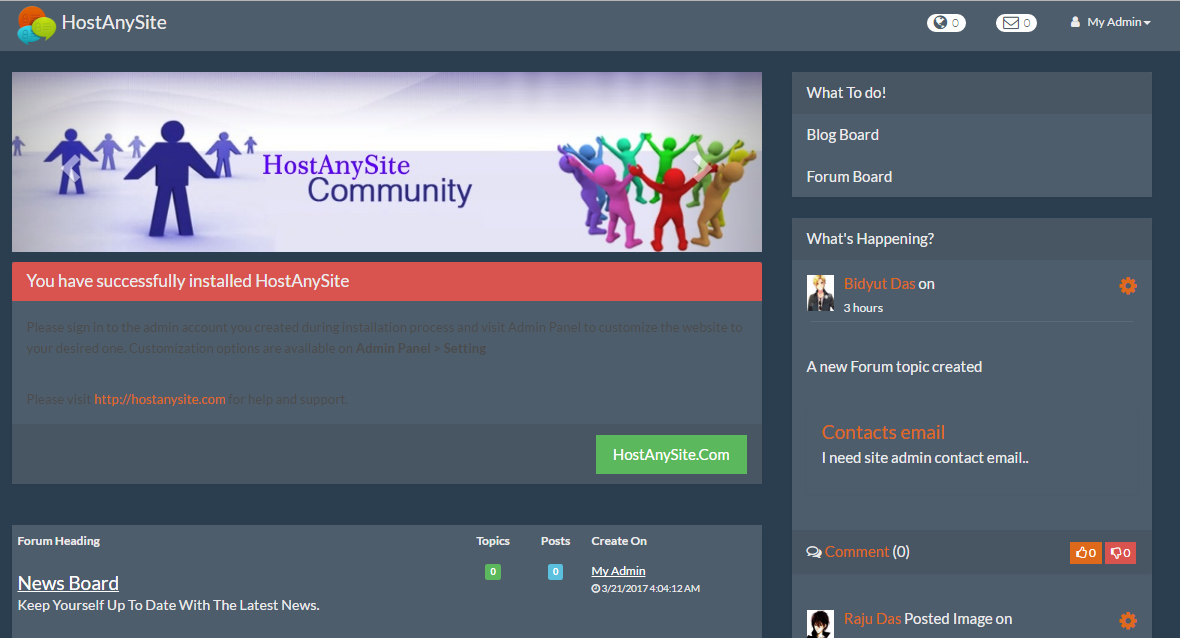 HostAnySite
0
0
My Admin
HostAnySite
Community
You have successfully installed HostAnySite
Please sign in to the admin account you created during installation process and visit Admin Panel to customize the website to
your desired one. Customization options are available on Admin Panel > Setting
Please visit http://hostanysite.com for help and support.
HostAnySite.Com
Forum Heading Topics Posts Create On
News Board 0 0 My Admin
Keep Yourself Up To Date With The Latest News. 3/21/2017 4:04:12 AM
What To do!
Blog Board
Forum Board
What's Happening?
Bidyut Das on
3 hours
A new Forum topic created
Contacts email
I need site admin contact email..
Comment (0) 0 0
Raju Das Posted Image on